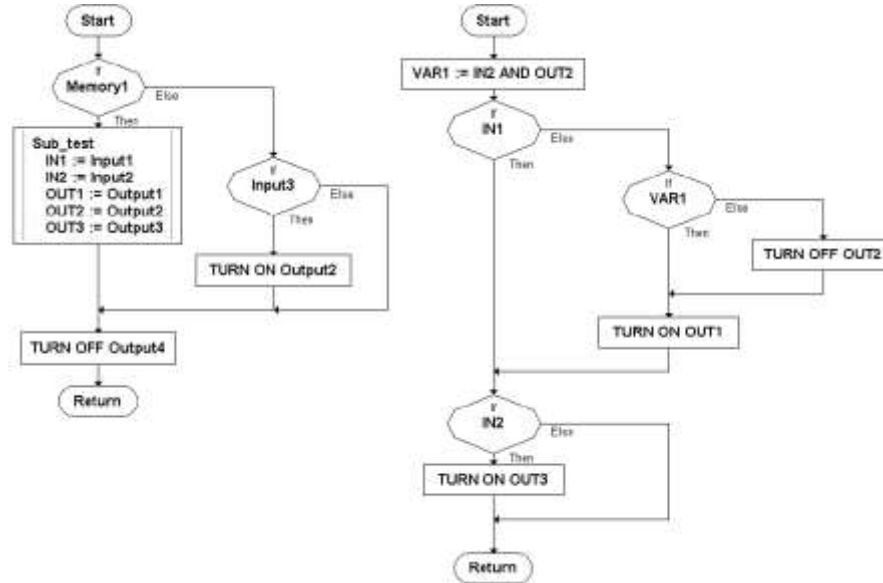 Start
If
Memory1
Else
Then
Sub_test
IN1 := Input1
IN2 := Input2
OUT1 := Output1
OUT2 := Output2
OUT3 := Output3
If
Input3
Else
Then
TURN ON Output2
TURN OFF Output4
Return
Start
VAR1 := IN2 AND OUT2
If
IN1
Else
Then
If
VAR1
Else
Then
TURN OFF OUT2
TURN ON OUT1
If
IN2
Else
Then
TURN ON OUT3
Return